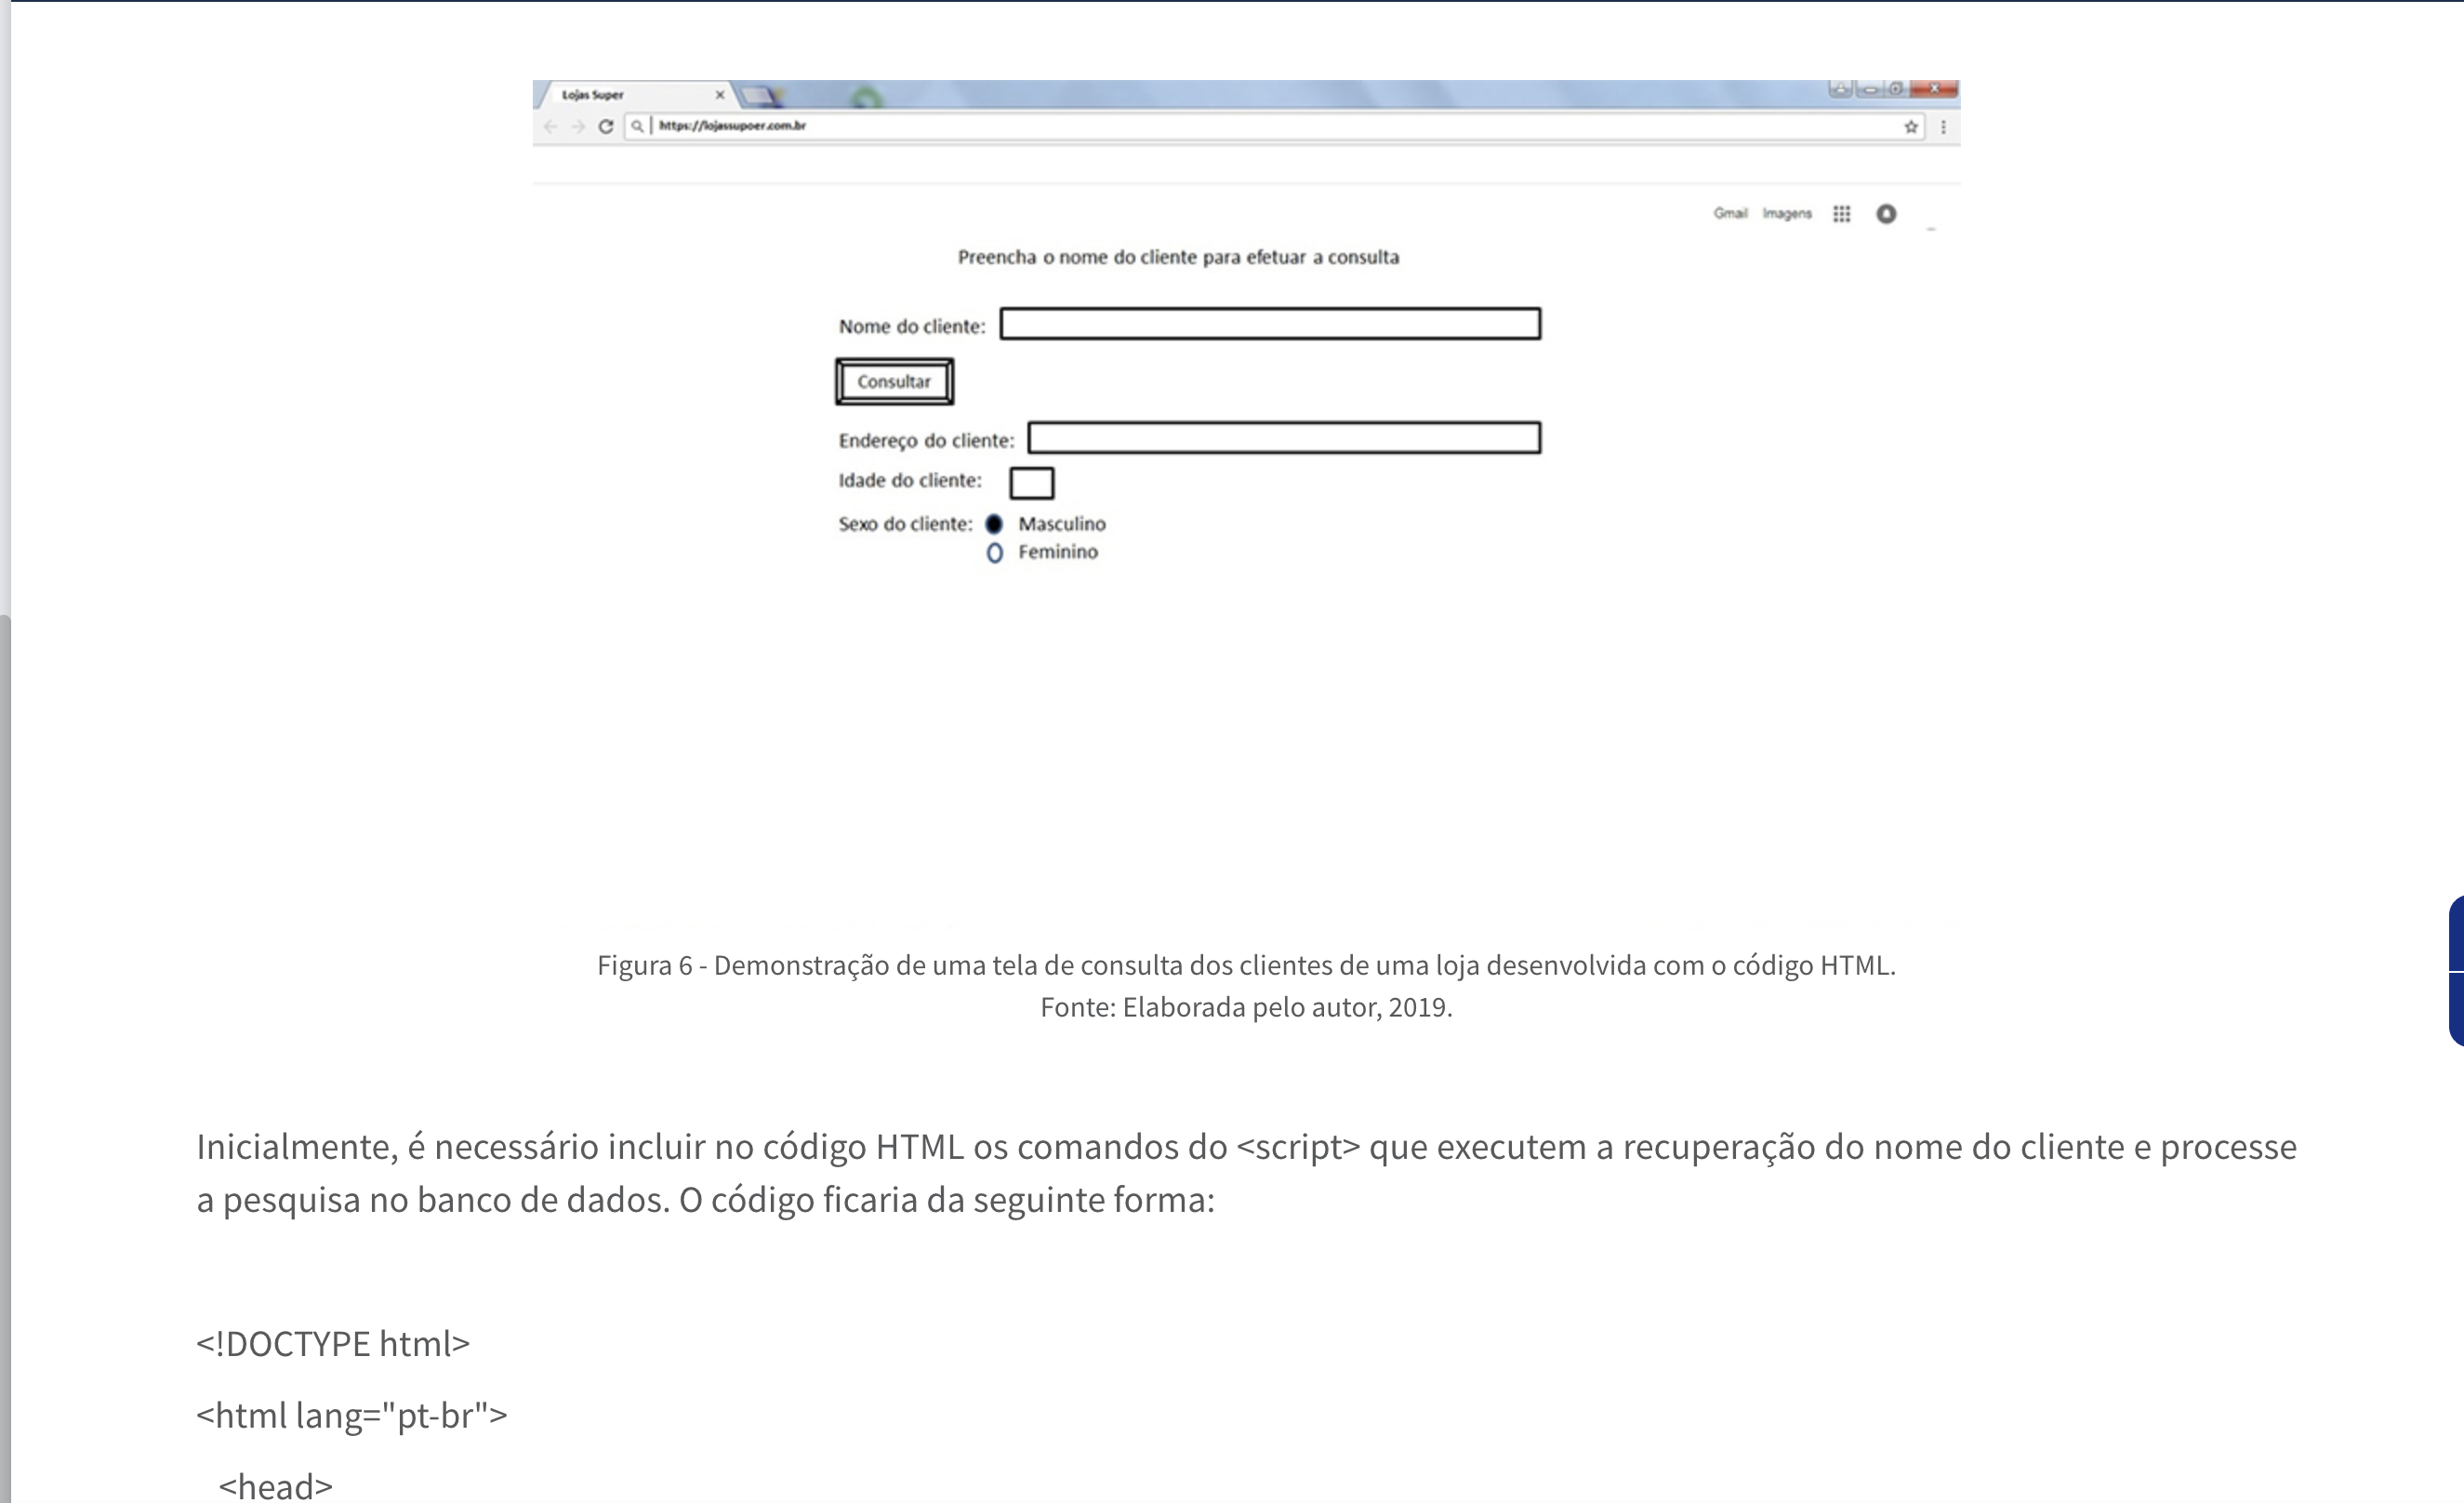 Lojas Super
https://lojassupoer.com.br
Gmail Imagens
Preencha o nome do cliente para efetuar a consulta
Nome do cliente:
Consultar
Endereço do cliente:
Idade do cliente:
Sexo do cliente: Masculino
Feminino
Figura 6 - Demonstração de uma tela de consulta dos clientes de uma loja desenvolvida com o código HTML.
Fonte: Elaborada pelo autor, 2019.
Inicialmente, é necessário incluir no código HTML os comandos do <script> que executem a recuperação do nome do cliente e processe
a pesquisa no banco de dados. O código ficaria da seguinte forma:
<!DOCTYPE html>
<html lang="pt-br">
<head>